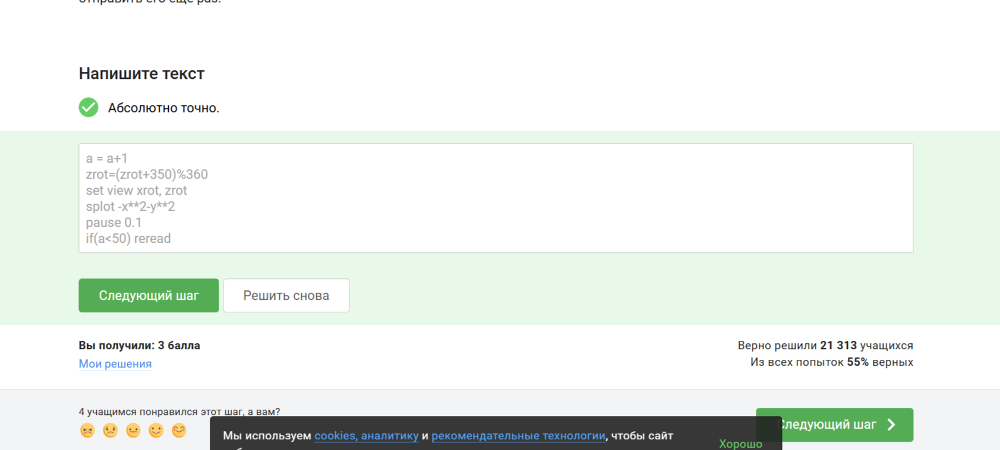 отправить его еще раз.
Напишите текст
Абсолютно точно.
a = a+1
zrot=(zrot+350)%360
set view xrot, zrot
splot -x**2-y**2
pause 0.1
if(a<50) reread
Следующий шаг
Решить снова
Вы получили: 3 балла
Верно решили 21 313 учащихся
Мои решения
Из всех попыток 55% верных
4 учащимся понравился этот шаг, а вам?
Следующий шаг
Мы используем cookies, аналитику и рекомендательные технологии, чтобы сайт
Хорошо